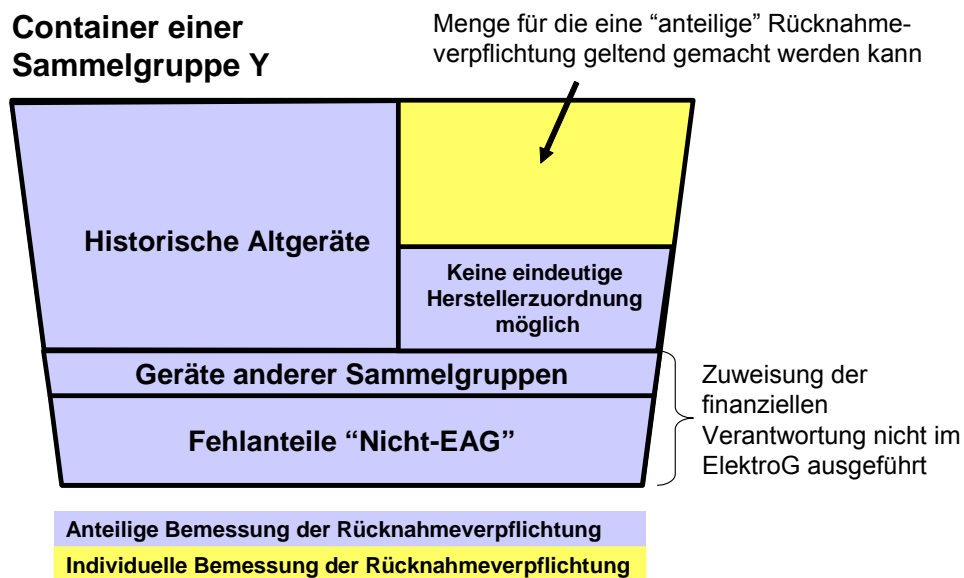 Container einer
Sammelgruppe Y
Menge für die eine “anteilige” Rücknahme-
verpflichtung geltend gemacht werden kann
Historische Altgeräte
Keine eindeutige
Herstellerzuordnung
möglich
Geräte anderer Sammelgruppen
Fehlanteile “Nicht-EAG”
Zuweisung der
finanziellen
Verantwortung nicht im
ElektroG ausgeführt
Anteilige Bemessung der Rücknahmeverpflichtung
Individuelle Bemessung der Rücknahmeverpflichtung